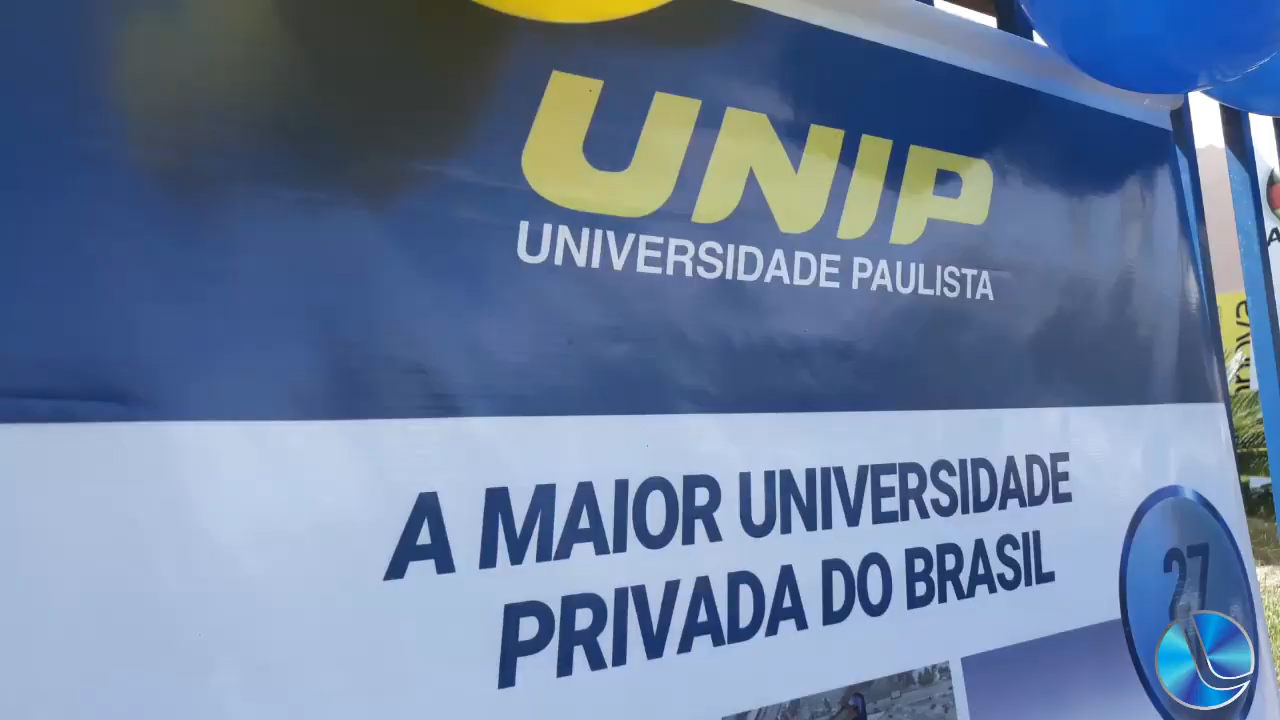 UNIP
UNIVERSIDADE PAULISTA
A MAIOR UNIVERSIDADE
PRIVADA DO BRASIL
27